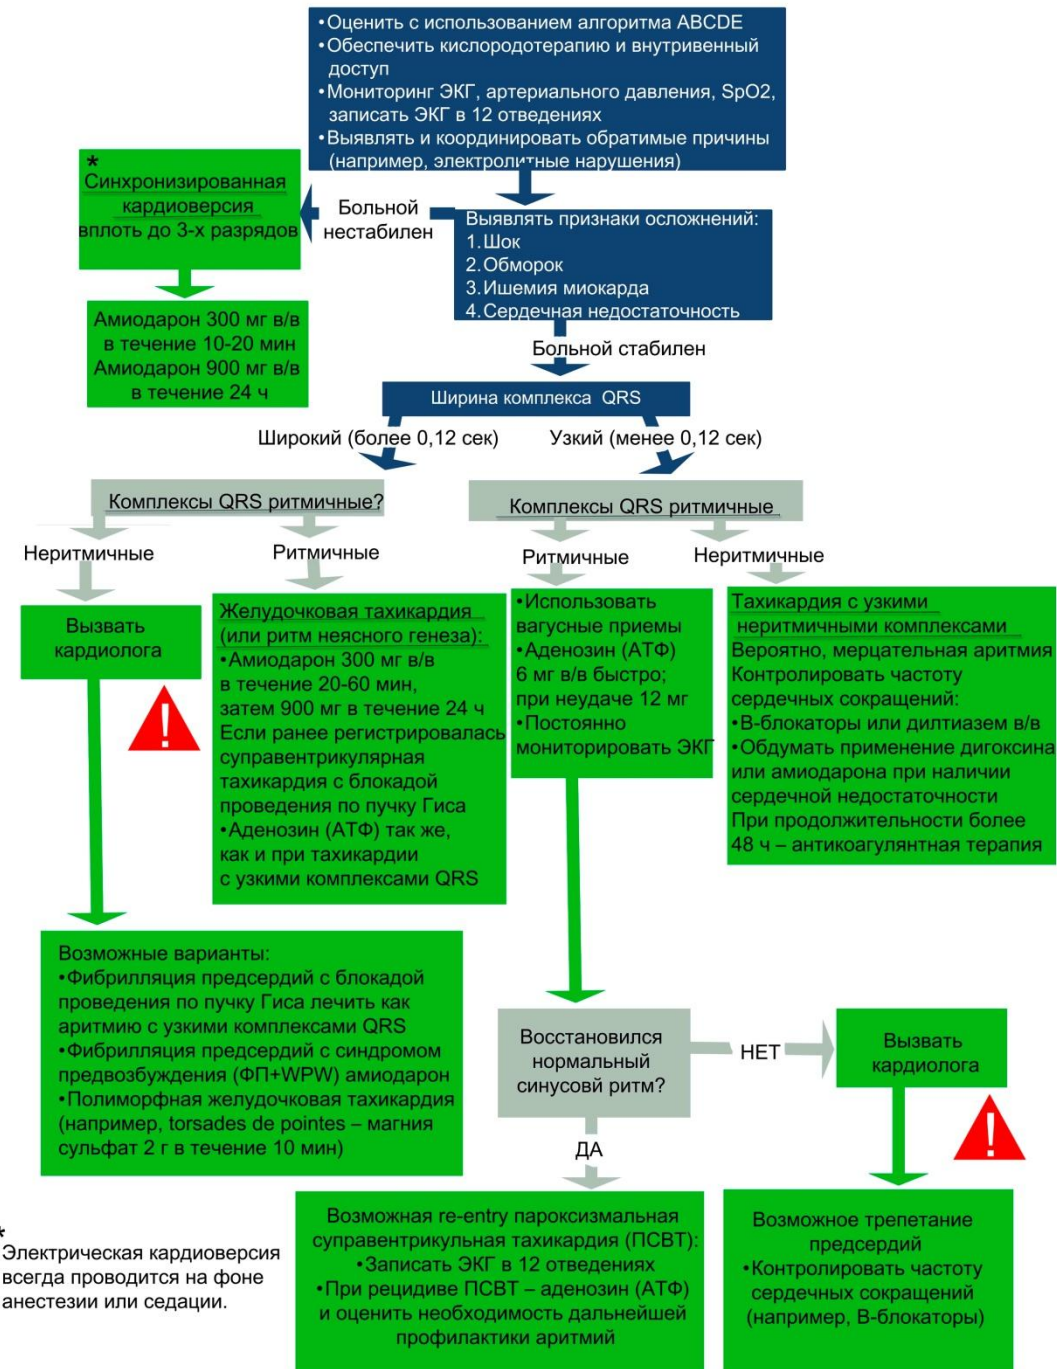 •Оценить с использованием алгоритма ABCDE
•Обеспечить кислородотерапию и внутривенный
доступ
•Мониторинг ЭКГ, артериального давления, SpO2,
записать ЭКГ в 12 отведениях
•Выявлять и координировать обратимые причины
(например, электролитные нарушения)
*
Синхронизированная
кардиоверсия
вплоть до 3-х разрядов
Больной
нестабилен
Выявлять признаки осложнений:
1.Шок
2.Обморок
3.Ишемия миокарда
4.Сердечная недостаточность
Амиодарон 300 мг в/в
в течение 10-20 мин
Амиодарон 900 мг в/в
в течение 24 ч
Больной стабилен
Ширина комплекса QRS
Широкий (более 0,12 сек)
Узкий (менее 0,12 сек)
Комплексы QRS ритмичные?
Комплексы QRS ритмичные
Неритмичные
Ритмичные
Ритмичные
Неритмичные
Вызвать
кардиолога
!
Желудочковая тахикардия
(или ритм неясного генеза):
•Амиодарон 300 мг в/в
в течение 20-60 мин,
затем 900 мг в течение 24 ч
Если ранее регистрировалась
суправентрикулярная
тахикардия с блокадой
проведения по пучку Гиса
•Аденозин (АТФ) так же,
как и при тахикардии
с узкими комплексами QRS
•Использовать
вагусные приемы
•Аденозин (АТФ)
6 мг в/в быстро;
при неудаче 12 мг
•Постоянно
мониторировать ЭКГ
Тахикардия с узкими
неритмичными комплексами
Вероятно, мерцательная аритмия
Контролировать частоту
сердечных сокращений:
•В-блокаторы или дилтиазем в/в
•Обдумать применение дигоксина
или амиодарона при наличии
сердечной недостаточности
При продолжительности более
48 ч – антикоагулянтная терапия
Возможные варианты:
•Фибрилляция предсердий с блокадой
проведения по пучку Гиса лечить как
аритмию с узкими комплексами QRS
•Фибрилляция предсердий с синдромом
предвозбуждения (ФП+WPW) амиодарон
•Полиморфная желудочковая тахикардия
(например, torsades de pointes – магния
сульфат 2 г в течение 10 мин)
Восстановился
нормальный
синусовй ритм?
НЕТ
Вызвать
кардиолога
!
ДА
Возможная re-entry пароксизмальная
суправентрикульная тахикардия (ПСВТ):
•Записать ЭКГ в 12 отведениях
•При рецидиве ПСВТ – аденозин (АТФ)
и оценить необходимость дальнейшей
профилактики аритмий
Возможное трепетание
предсердий
•Контролировать частоту
сердечных сокращений
(например, В-блокаторы)
*
Электрическая кардиоверсия
всегда проводится на фоне
анестезии или седации.